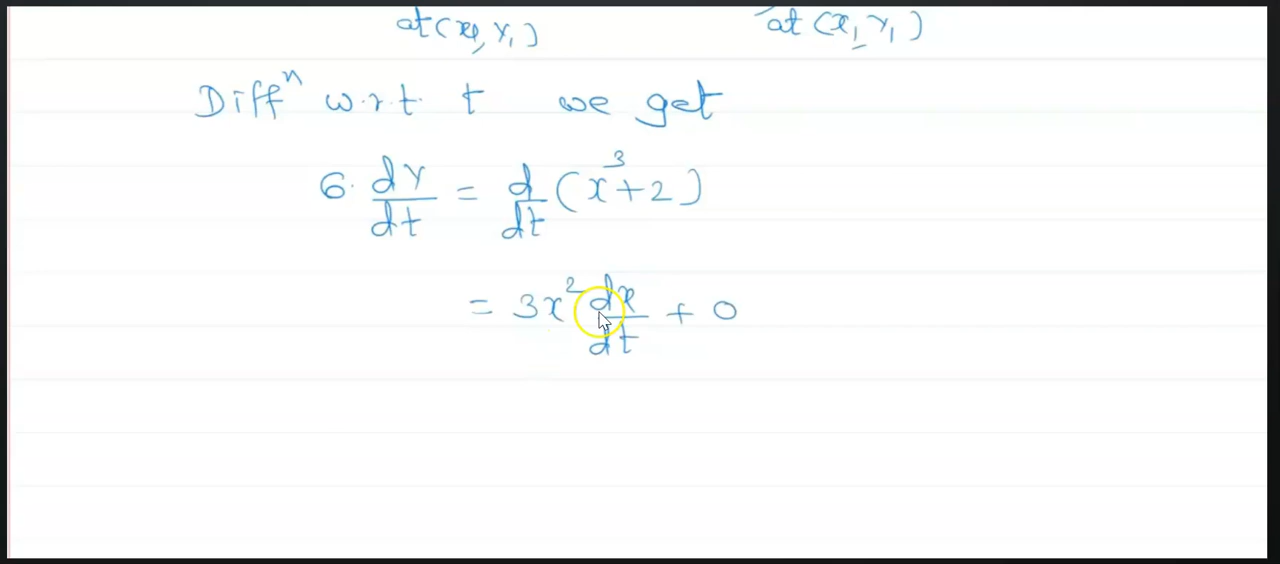 at (x₁, y₁) at (x₁, y₁)
Diffⁿ w.r.t. t we get
6. dy/dt = d/dt (x³+2)
= 3x² dx/dt + 0